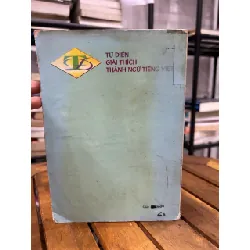 TỪ ĐIỂN
GIẢI THÍCH
THÀNH NGỮ TIẾNG VIỆT